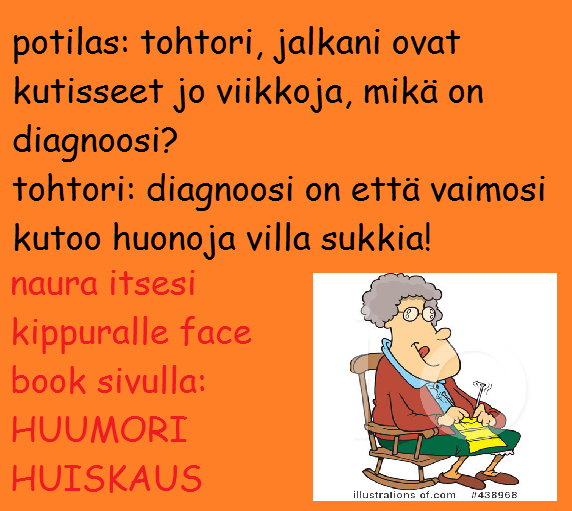 potilas: tohtori, jalkani ovat
kutisseet jo viikkoja, mikä on
diagnoosi?
tohtori: diagnoosi on että vaimosi
kutoo huonoja villa sukkia!
naura itsesi
kippuralle face
book sivulla:
HUUMORI
HUISKAUS
illustrations of.com #438968